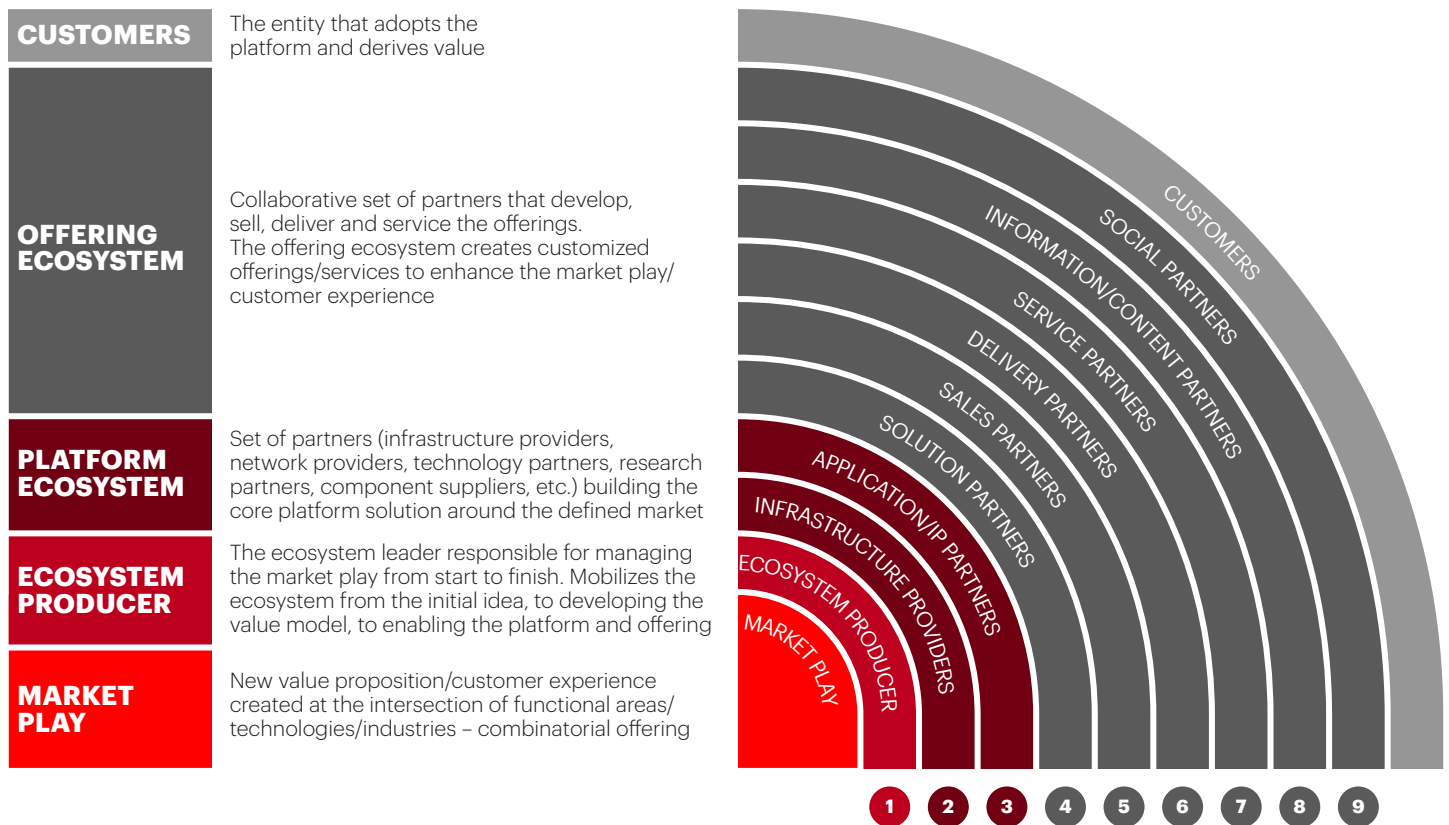 CUSTOMERS
The entity that adopts the
platform and derives value
OFFERING
ECOSYSTEM
Collaborative set of partners that develop,
sell, deliver and service the offerings.
The offering ecosystem creates customized
offerings/services to enhance the market play/
customer experience
PLATFORM
ECOSYSTEM
Set of partners (infrastructure providers,
network providers, technology partners, research
partners, component suppliers, etc.) building the
core platform solution around the defined market
ECOSYSTEM
PRODUCER
The ecosystem leader responsible for managing
the market play from start to finish. Mobilizes the
ecosystem from the initial idea, to developing the
value model, to enabling the platform and offering
MARKET
PLAY
New value proposition/customer experience
created at the intersection of functional areas/
technologies/industries – combinatorial offering
CUSTOMERS
SOCIAL PARTNERS
INFORMATION/CONTENT PARTNERS
SERVICE PARTNERS
DELIVERY PARTNERS
SALES PARTNERS
SOLUTION PARTNERS
APPLICATION/IP PARTNERS
INFRASTRUCTURE PROVIDERS
ECOSYSTEM PRODUCER
MARKET PLAY
1 2 3 4 5 6 7 8 9